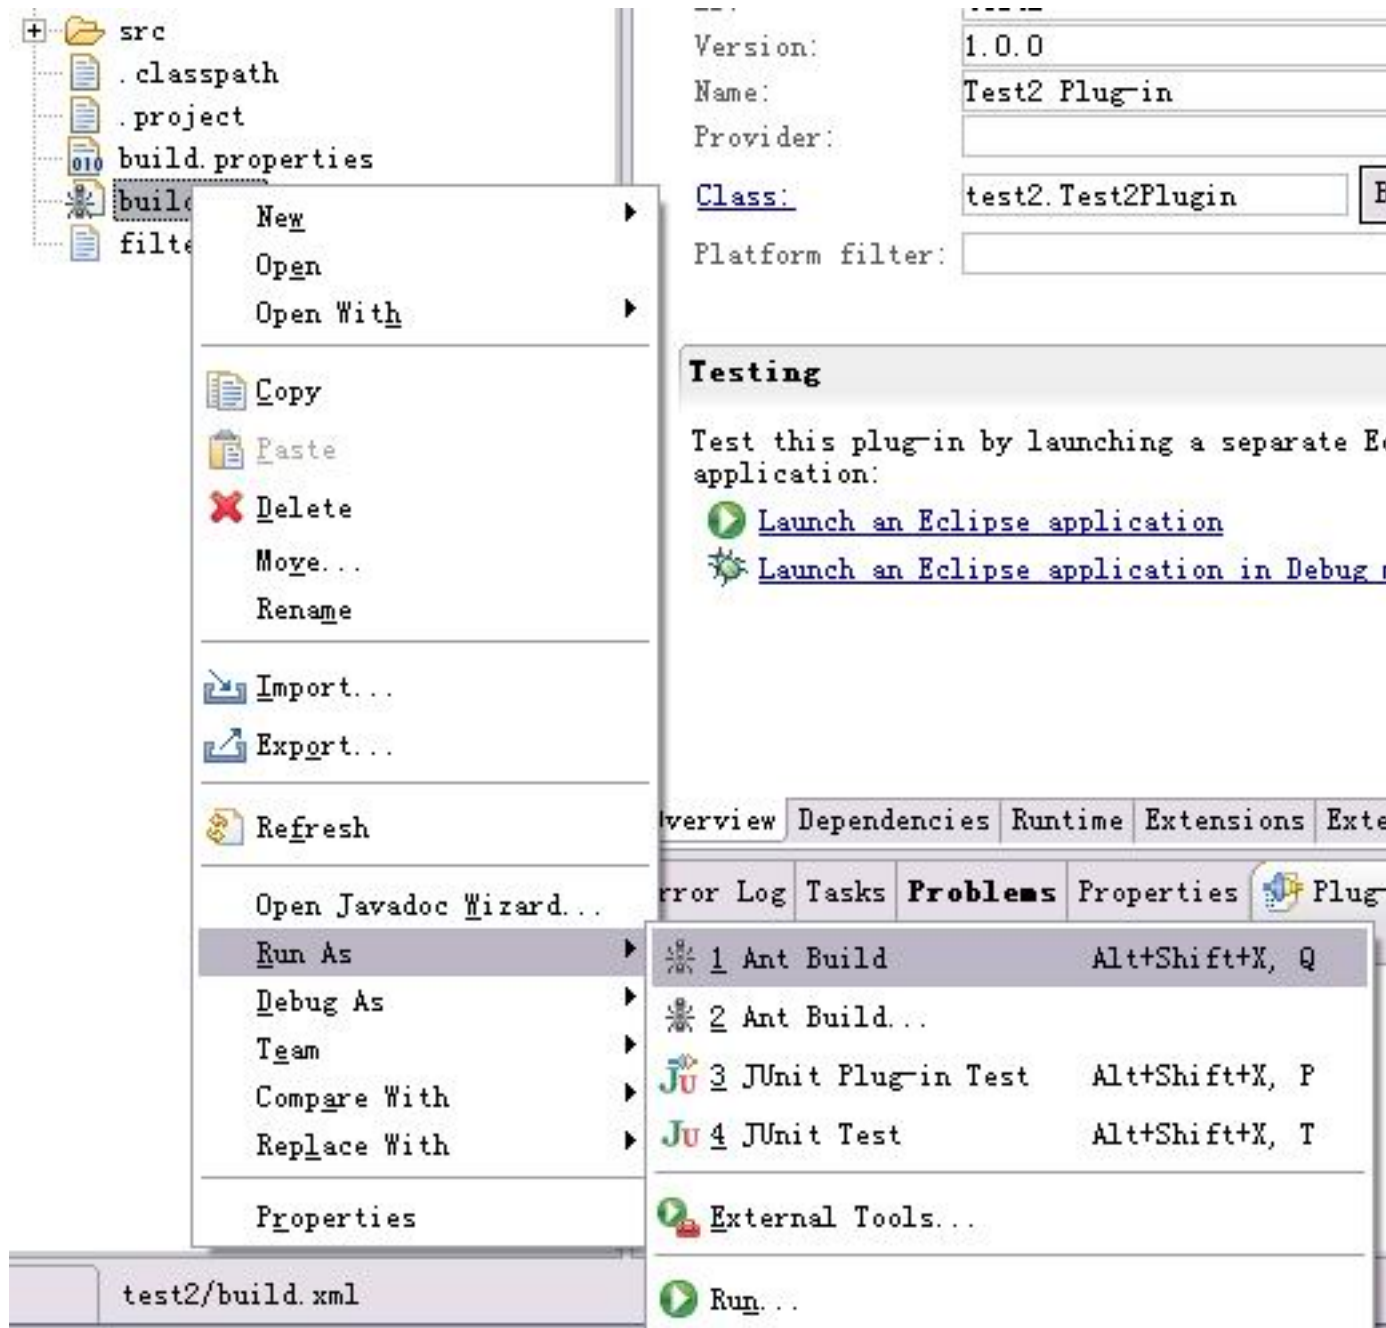 src
.classpath
.project
build.properties
Version:
1.0.0
Name:
Test2 Plug-in
Provider:
Class:
test2.Test2Plugin
Platform filter:
New
Open
Open With
Copy
Paste
Delete
Move...
Rename
Import...
Export...
Refresh
Open Javadoc Wizard...
Run As
Debug As
Team
Compare With
Replace With
Properties
Testing
Test this plug-in by launching a separate
application:
Launch an Eclipse application
Launch an Eclipse application in Debug
verview Dependencies Runtime Extensions Exte
rror Log Tasks Problems Properties Plug-
1 Ant Build Alt+Shift+X, Q
2 Ant Build...
3 JUnit Plug-in Test Alt+Shift+X, P
4 JUnit Test Alt+Shift+X, T
External Tools...
Run...
test2/build.xml